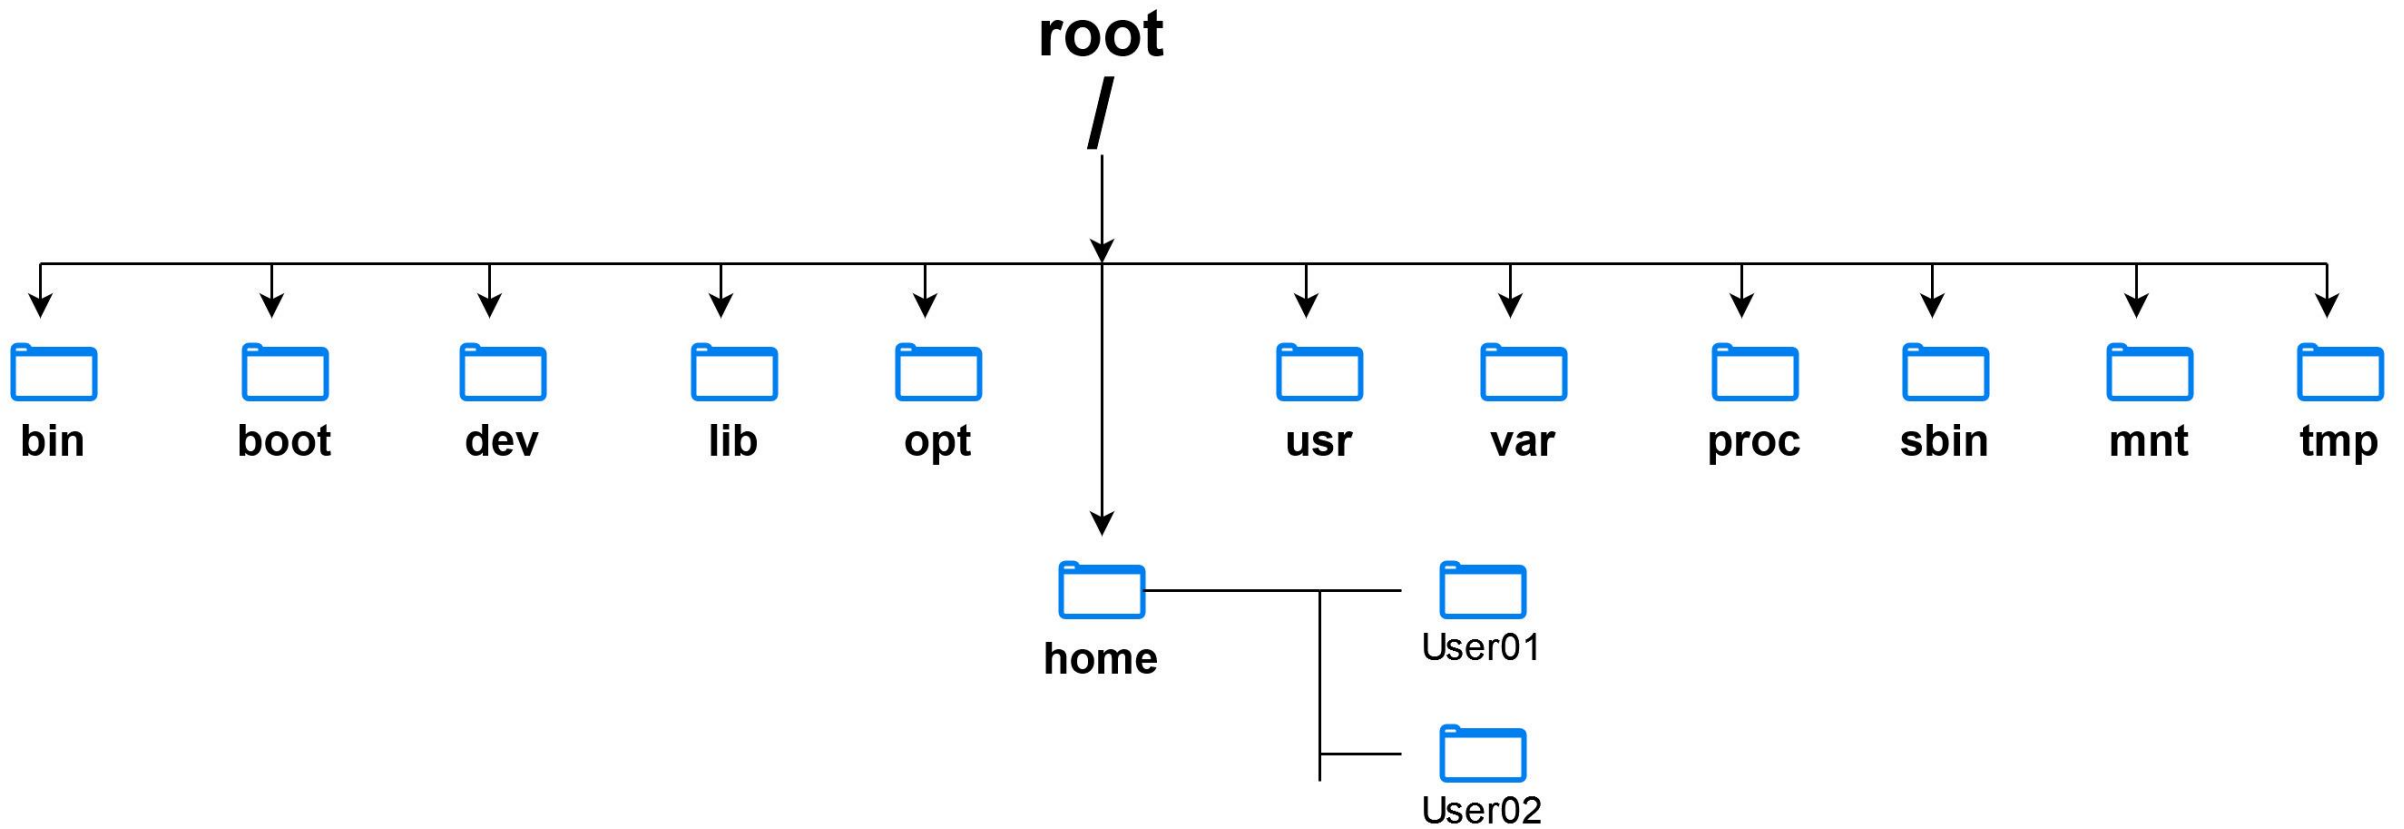 root
/
bin
boot
dev
lib
opt
usr
var
proc
sbin
mnt
tmp
home
User01
User02